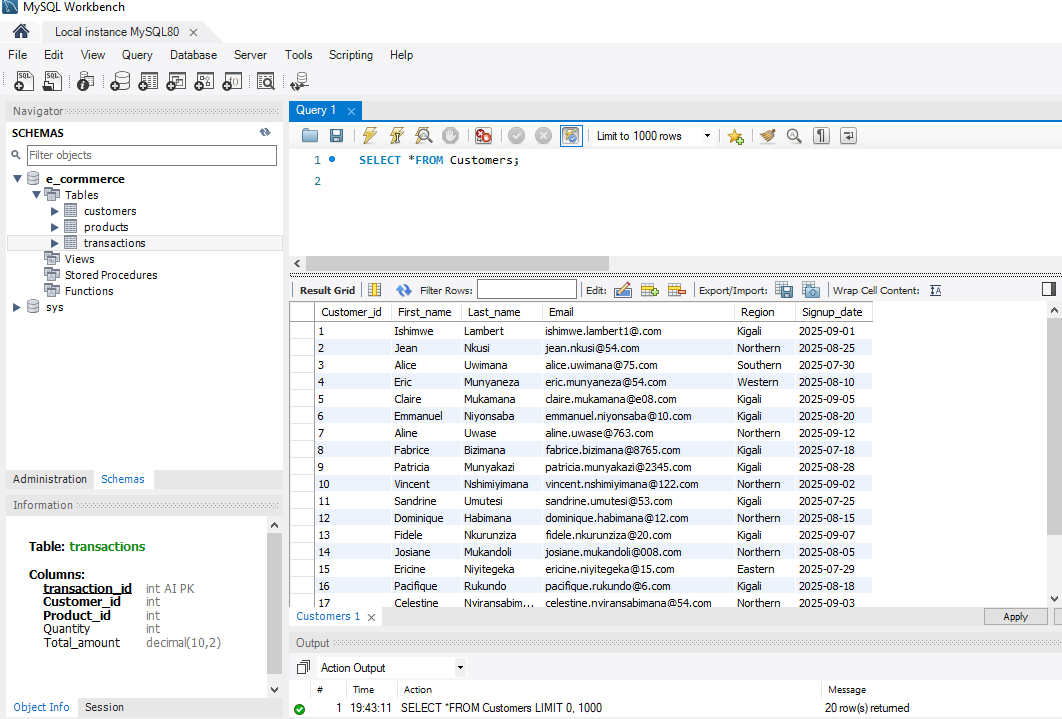 MySQL Workbench
Local instance MySQL80
File Edit View Query Database Server Tools Scripting Help
Navigator
SCHEMAS
Filter objects
e_cormmerce
Tables
customers
products
transactions
Views
Stored Procedures
Functions
sys
Administration Schemas
Information
Table: transactions
Columns:
transaction_id int AI PK
Customer_id int
Product_id int
Quantity int
Total_amount decimal(10,2)
Object Info Session
Query 1
Limit to 1000 rows
1 SELECT *FROM Customers;
2
Result Grid Filter Rows: Edit: Export/Import: Wrap Cell Content:
Customer_id First_name Last_name Email Region Signup_date
1 Ishimwe Lambert ishimwe.lambert1@.com Kigali 2025-09-01
2 Jean Nkusi jean.nkusi@54.com Northern 2025-08-25
3 Alice Uwimana alice.uwimana@75.com Southern 2025-07-30
4 Eric Munyaneza eric.munyaneza@54.com Western 2025-08-10
5 Claire Mukamana claire.mukamana@e08.com Kigali 2025-09-05
6 Emmanuel Niyonsaba emmanuel.niyonsaba@10.com Kigali 2025-08-20
7 Aline Uwase aline.uwase@763.com Northern 2025-09-12
8 Fabrice Bizimana fabrice.bizimana@8765.com Kigali 2025-07-18
9 Patricia Munyakazi patricia.munyakazi@2345.com Kigali 2025-08-28
10 Vincent Nshimiyimana vincent.nshimiyimana@122.com Northern 2025-09-02
11 Sandrine Umutesi sandrine.umutesi@53.com Kigali 2025-07-25
12 Dominique Habimana dominique.habimana@12.com Northern 2025-08-15
13 Fidele Nkurunziza fidele.nkurunziza@20.com Kigali 2025-09-07
14 Josiane Mukandoli josiane.mukandoli@008.com Northern 2025-08-05
15 Ericine Niyitegeka ericine.niyitegeka@15.com Eastern 2025-07-29
16 Pacifique Rukundo pacifique.rukundo@6.com Kigali 2025-08-18
17 Celestine Nyiransabim... celestine.nyiransabimana@54.com Northern 2025-09-03
Customers 1
Apply
Output
Action Output
# Time Action Message
1 19:43:11 SELECT *FROM Customers LIMIT 0, 1000 20 row(s) returned